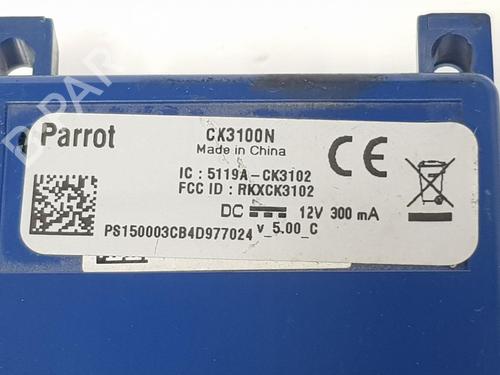 Parrot
CK3100N
Made in China
CE
IC : 5119A-CK3102
FCC ID : RKXCK3102
DC 12V 300 mA
PS150003CB4D977024 v_5.00_C